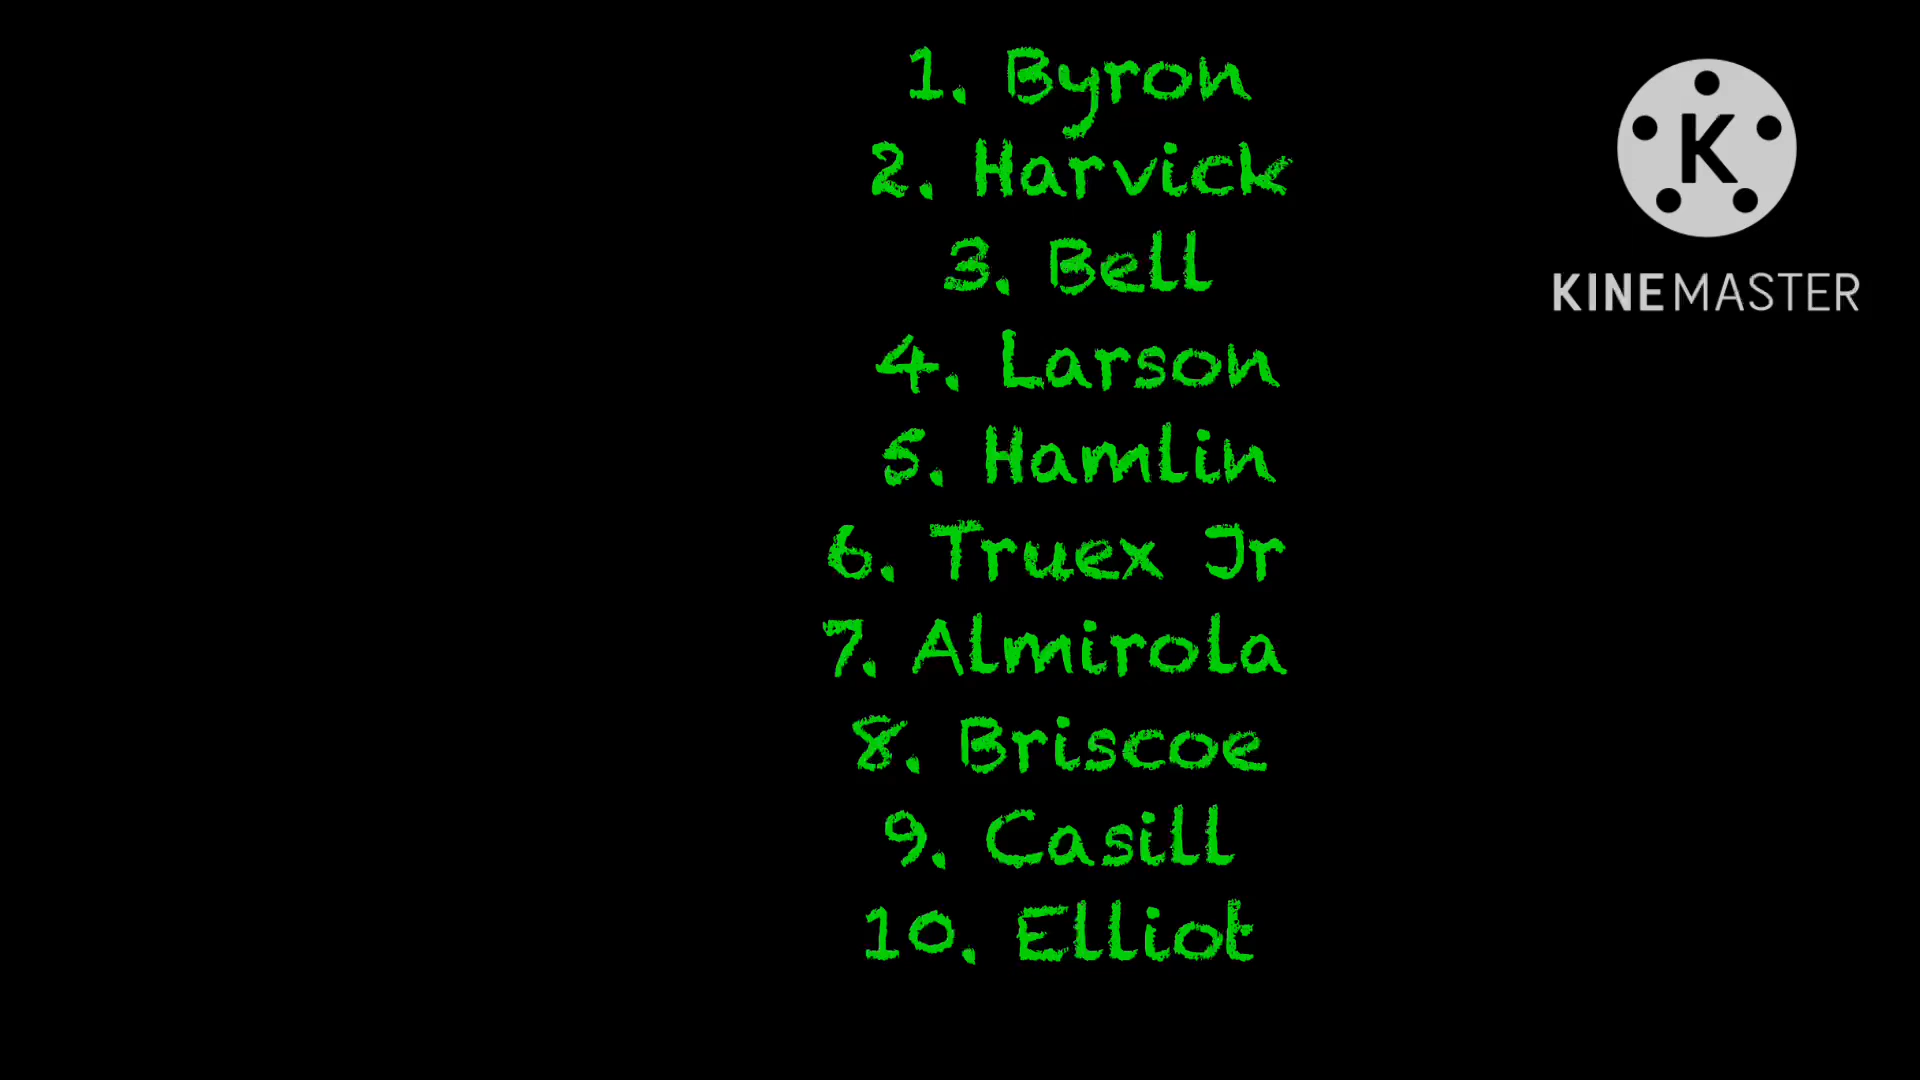 1. Byron
2. Harvick
3. Bell
4. Larson
5. Hamlin
6. Truex Jr
7. Almirola
8. Briscoe
9. Casill
10. Elliot
K
KINEMASTER